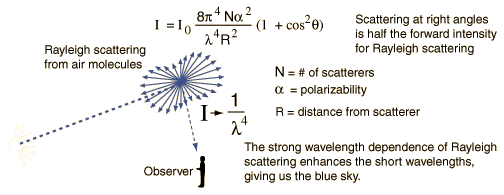 I = I₀ 8π⁴Nα² / λ⁴R² (1 + cos²θ)
Scattering at right angles
is half the forward intensity
for Rayleigh scattering
Rayleigh scattering
from air molecules
N = # of scatterers
α = polarizability
R = distance from scatterer
I → 1 / λ⁴
The strong wavelength dependence of Rayleigh
scattering enhances the short wavelengths,
giving us the blue sky.
Observer